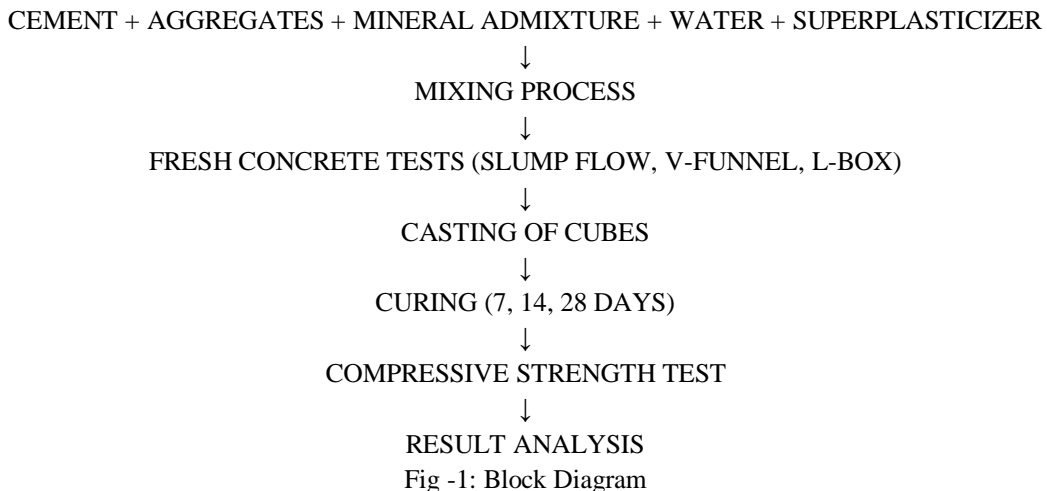 CEMENT + AGGREGATES + MINERAL ADMIXTURE + WATER + SUPERPLASTICIZER
↓
MIXING PROCESS
↓
FRESH CONCRETE TESTS (SLUMP FLOW, V-FUNNEL, L-BOX)
↓
CASTING OF CUBES
↓
CURING (7, 14, 28 DAYS)
↓
COMPRESSIVE STRENGTH TEST
↓
RESULT ANALYSIS
Fig -1: Block Diagram